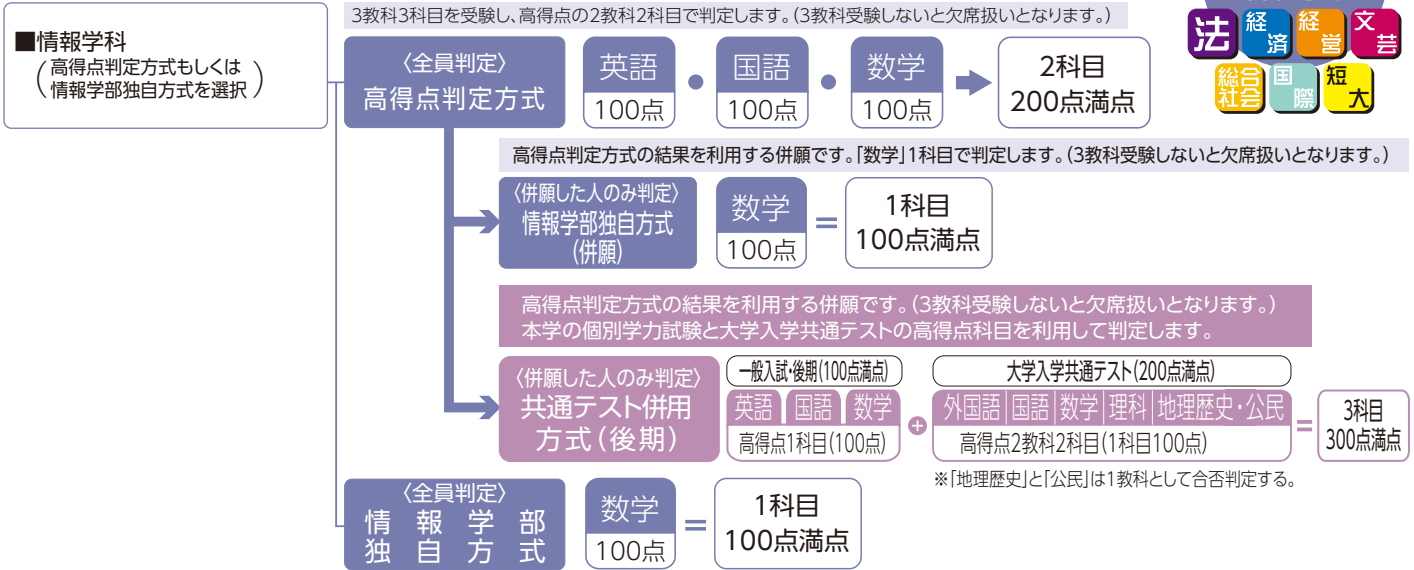 3教科3科目を受験し、高得点の2教科2科目で判定します。(3教科受験しないと欠席扱いとなります。)
■情報学科
(高得点判定方式もしくは
情報学部独自方式を選択)
〈全員判定〉
高得点判定方式
英語
100点
●
国語
100点
●
数学
100点
2科目
200点満点
法
経済
経営
文芸
総合社会
国際
短大
高得点判定方式の結果を利用する併願です。「数学」1科目で判定します。(3教科受験しないと欠席扱いとなります。)
〈併願した人のみ判定〉
情報学部独自方式
(併願)
数学
100点
=
1科目
100点満点
高得点判定方式の結果を利用する併願です。(3教科受験しないと欠席扱いとなります。)
本学の個別学力試験と大学入学共通テストの高得点科目を利用して判定します。
〈併願した人のみ判定〉
共通テスト併用
方式(後期)
一般入試・後期(100点満点)
英語 国語 数学
高得点1科目(100点)
+
大学入学共通テスト(200点満点)
外国語 国語 数学 理科 地理歴史・公民
高得点2教科2科目(1科目100点)
=
3科目
300点満点
※「地理歴史」と「公民」は1教科として合否判定する。
〈全員判定〉
情報学部
独自方式
数学
100点
=
1科目
100点満点